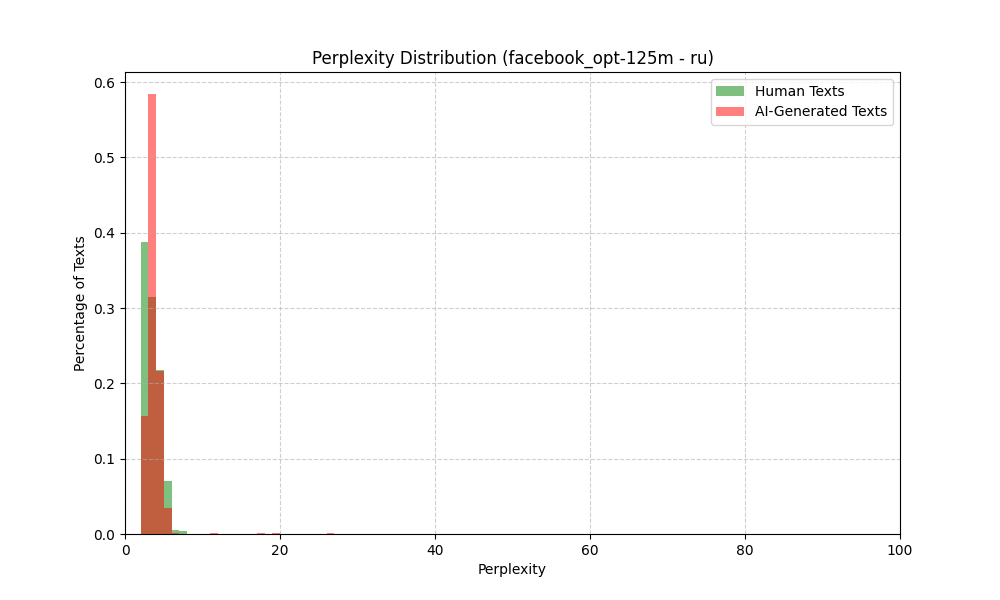 Perplexity Distribution (facebook_opt-125m - ru)
Human Texts
AI-Generated Texts
Percentage of Texts
0.6
0.5
0.4
0.3
0.2
0.1
0.0
0 20 40 60 80 100
Perplexity